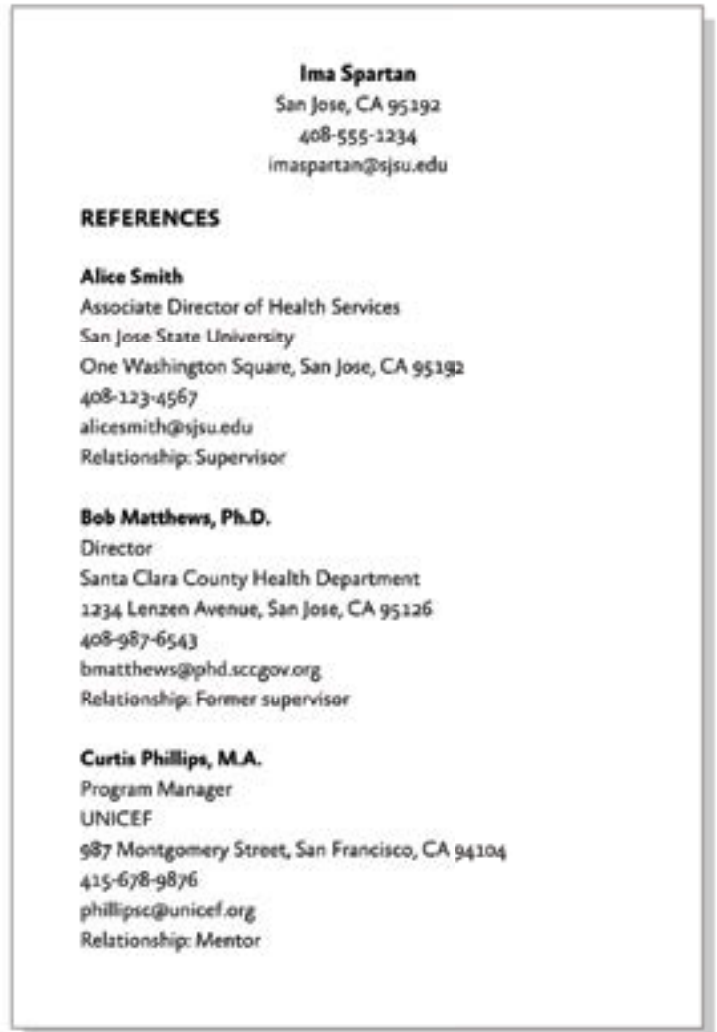 Ima Spartan
San Jose, CA 95192
408-555-1234
imaspartan@sjsu.edu
REFERENCES
Alice Smith
Associate Director of Health Services
San Jose State University
One Washington Square, San Jose, CA 95192
408-123-4567
alicesmith@sjsu.edu
Relationship: Supervisor
Bob Matthews, Ph.D.
Director
Santa Clara County Health Department
1234 Lenzen Avenue, San Jose, CA 95126
408-987-6543
bmatthews@phd.sccgov.org
Relationship: Former supervisor
Curtis Phillips, M.A.
Program Manager
UNICEF
987 Montgomery Street, San Francisco, CA 94104
415-678-9876
phillipsc@unicef.org
Relationship: Mentor